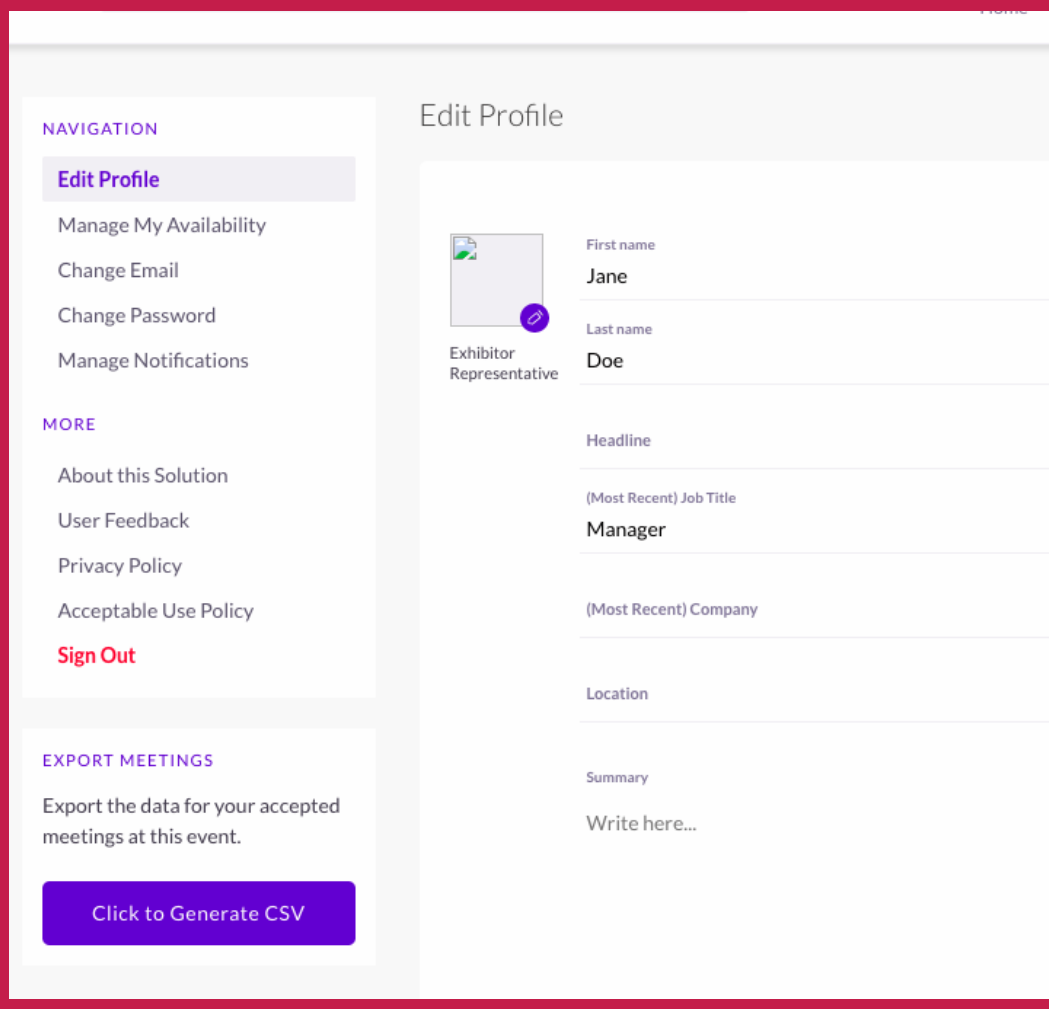 Home
NAVIGATION
Edit Profile
Manage My Availability
Change Email
Change Password
Manage Notifications
MORE
About this Solution
User Feedback
Privacy Policy
Acceptable Use Policy
Sign Out
EXPORT MEETINGS
Export the data for your accepted
meetings at this event.
Click to Generate CSV
Edit Profile
Exhibitor
Representative
First name
Jane
Last name
Doe
Headline
(Most Recent) Job Title
Manager
(Most Recent) Company
Location
Summary
Write here...